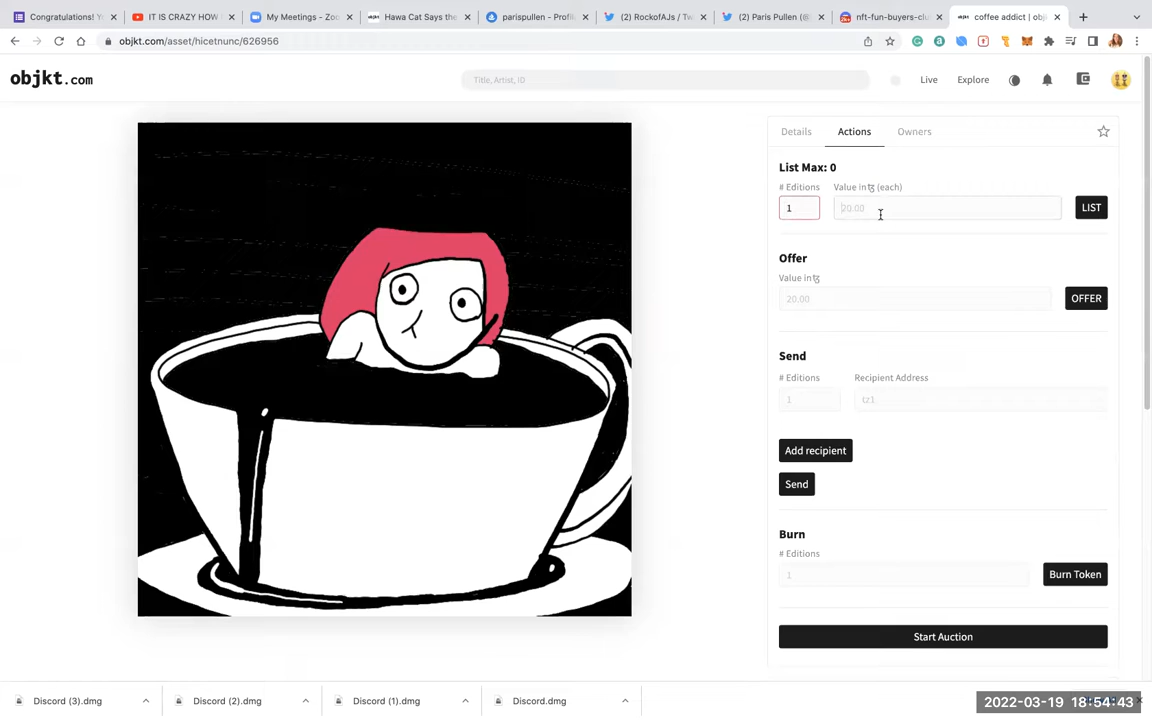 Congratulations! Y
IT IS CRAZY HOW
My Meetings - Zoo
Hawa Cat Says the
parispullen - Profil
(2) RockofAJs / Tw
(2) Paris Pullen (@
nft-fun-buyers-clu
coffee addict | obj
objkt.com/asset/hicetnunc/626956
objkt.com
Title, Artist, ID
Live
Explore
Details
Actions
Owners
List Max: 0
# Editions
Value in ꜩ (each)
1
20.00
LIST
Offer
Value in ꜩ
20.00
OFFER
Send
# Editions
Recipient Address
1
tz1
Add recipient
Send
Burn
# Editions
1
Burn Token
Start Auction
Discord (3).dmg
Discord (2).dmg
Discord (1).dmg
Discord.dmg
2022-03-19 18:54:43